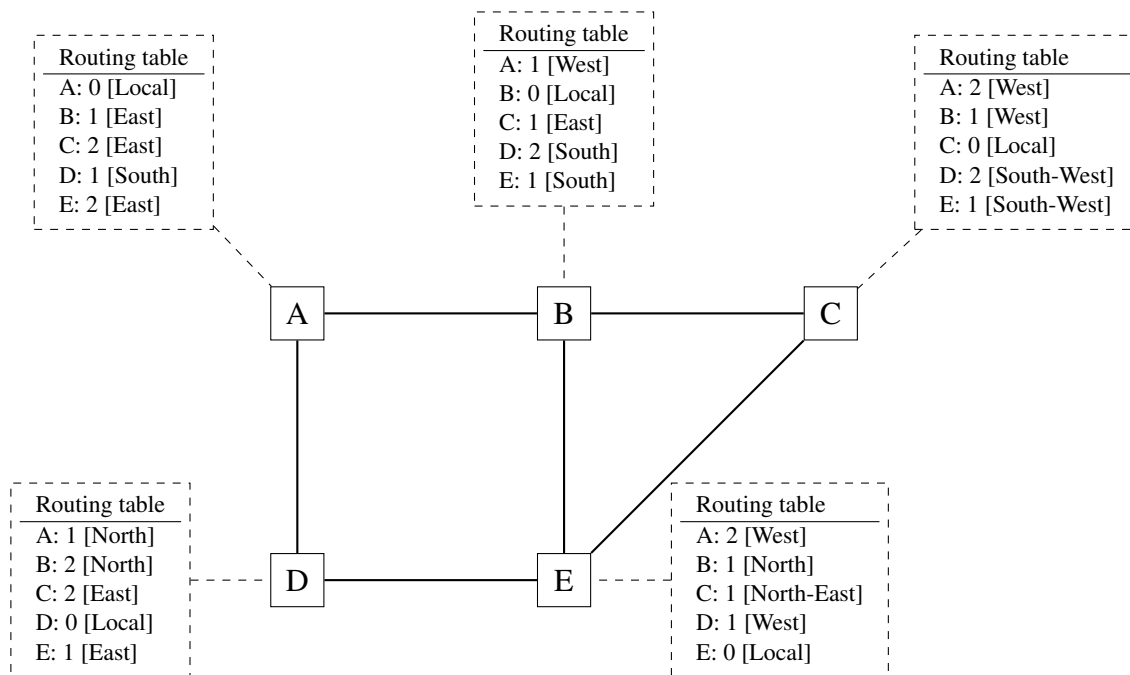 Routing table
A: 0 [Local]
B: 1 [East]
C: 2 [East]
D: 1 [South]
E: 2 [East]
Routing table
A: 1 [West]
B: 0 [Local]
C: 1 [East]
D: 2 [South]
E: 1 [South]
Routing table
A: 2 [West]
B: 1 [West]
C: 0 [Local]
D: 2 [South-West]
E: 1 [South-West]
A
B
C
Routing table
A: 1 [North]
B: 2 [North]
C: 2 [East]
D: 0 [Local]
E: 1 [East]
D
E
Routing table
A: 2 [West]
B: 1 [North]
C: 1 [North-East]
D: 1 [West]
E: 0 [Local]